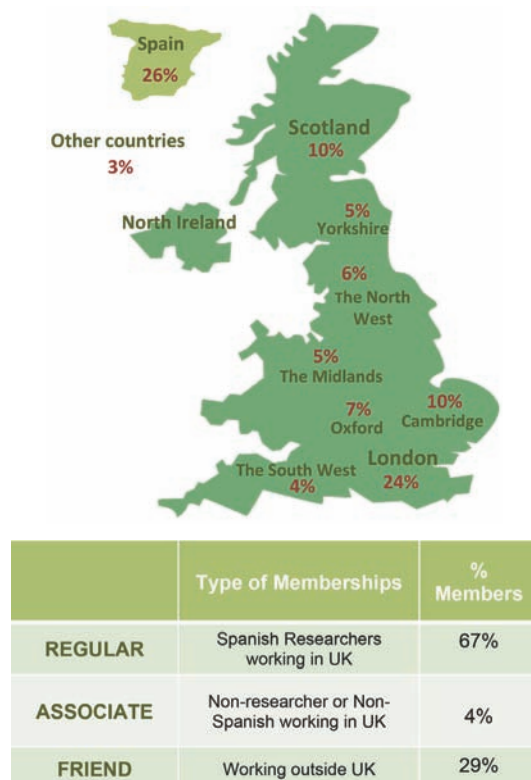 Spain
26%
Other countries
3%
Scotland
10%
North Ireland
5%
Yorkshire
6%
The North
West
5%
The Midlands
7%
Oxford
10%
Cambridge
The South West
4%
London
24%
Type of Memberships
%
Members
REGULAR
Spanish Researchers
working in UK
67%
ASSOCIATE
Non-researcher or Non-
Spanish working in UK
4%
FRIEND
Working outside UK
29%